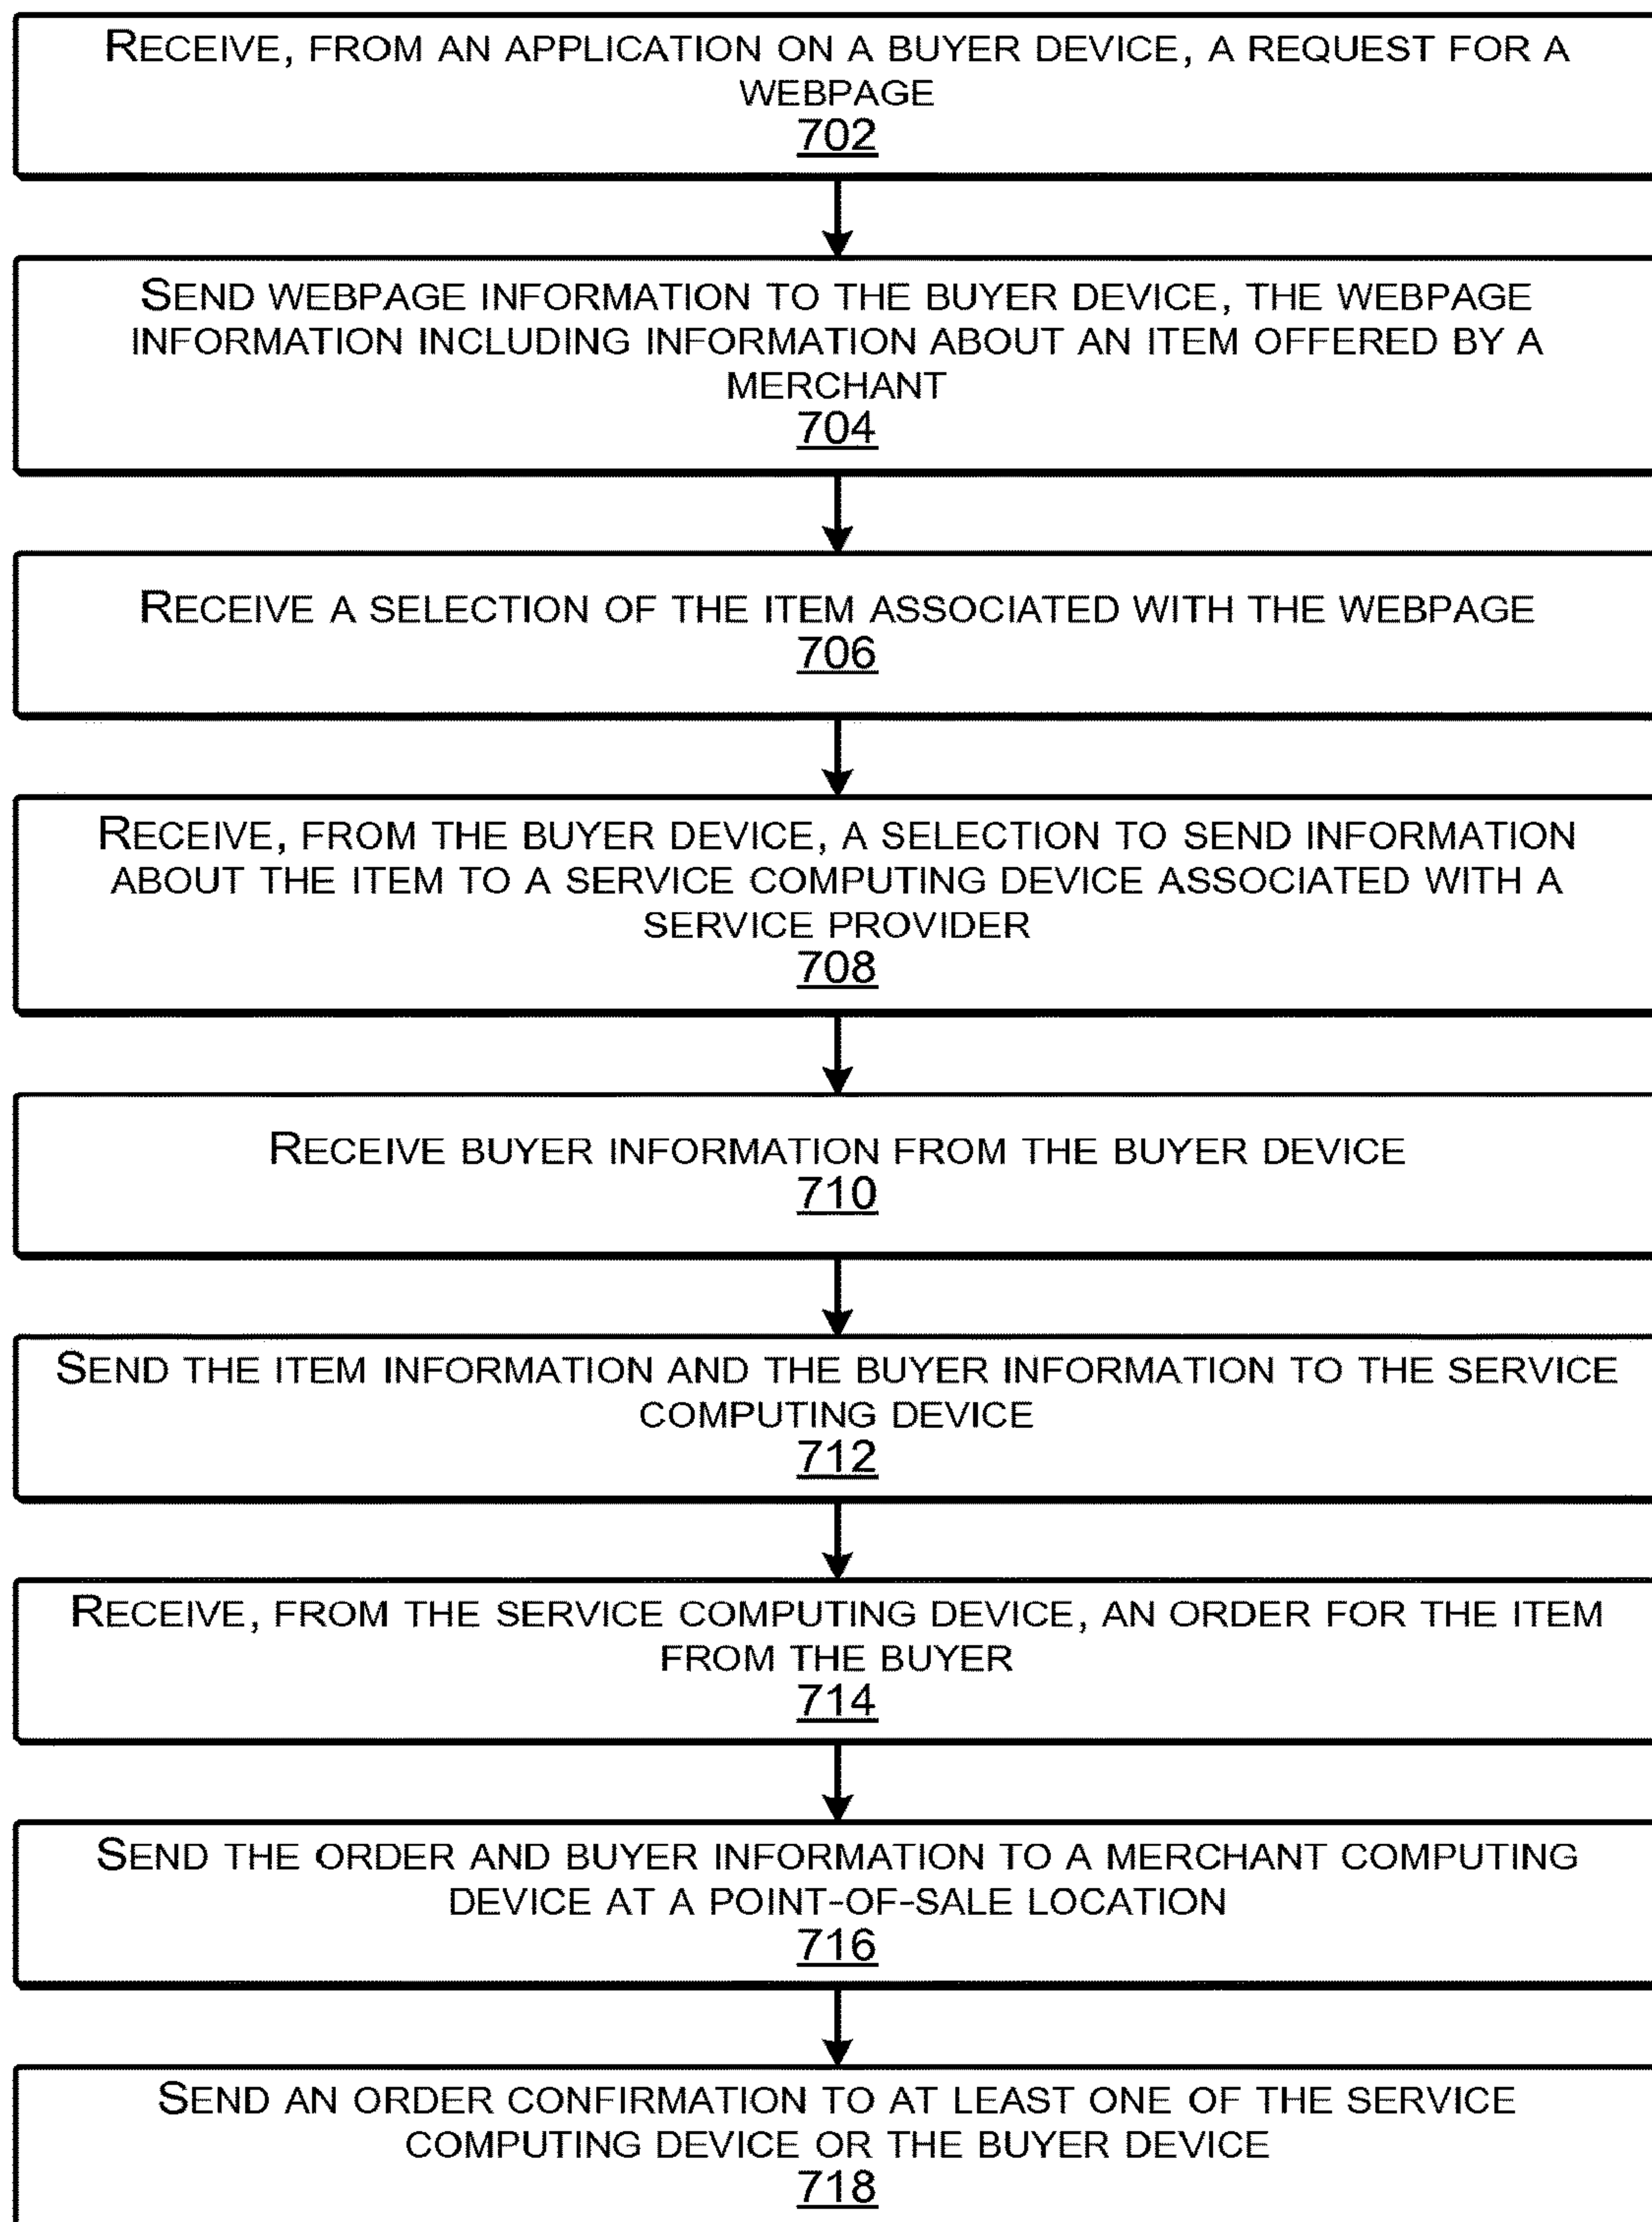 RECEIVE, FROM AN APPLICATION ON A BUYER DEVICE, A REQUEST FOR A
WEBPAGE
702
SEND WEBPAGE INFORMATION TO THE BUYER DEVICE, THE WEBPAGE
INFORMATION INCLUDING INFORMATION ABOUT AN ITEM OFFERED BY A
MERCHANT
704
RECEIVE A SELECTION OF THE ITEM ASSOCIATED WITH THE WEBPAGE
706
RECEIVE, FROM THE BUYER DEVICE, A SELECTION TO SEND INFORMATION
ABOUT THE ITEM TO A SERVICE COMPUTING DEVICE ASSOCIATED WITH A
SERVICE PROVIDER
708
RECEIVE BUYER INFORMATION FROM THE BUYER DEVICE
710
SEND THE ITEM INFORMATION AND THE BUYER INFORMATION TO THE SERVICE
COMPUTING DEVICE
712
RECEIVE, FROM THE SERVICE COMPUTING DEVICE, AN ORDER FOR THE ITEM
FROM THE BUYER
714
SEND THE ORDER AND BUYER INFORMATION TO A MERCHANT COMPUTING
DEVICE AT A POINT-OF-SALE LOCATION
716
SEND AN ORDER CONFIRMATION TO AT LEAST ONE OF THE SERVICE
COMPUTING DEVICE OR THE BUYER DEVICE
718